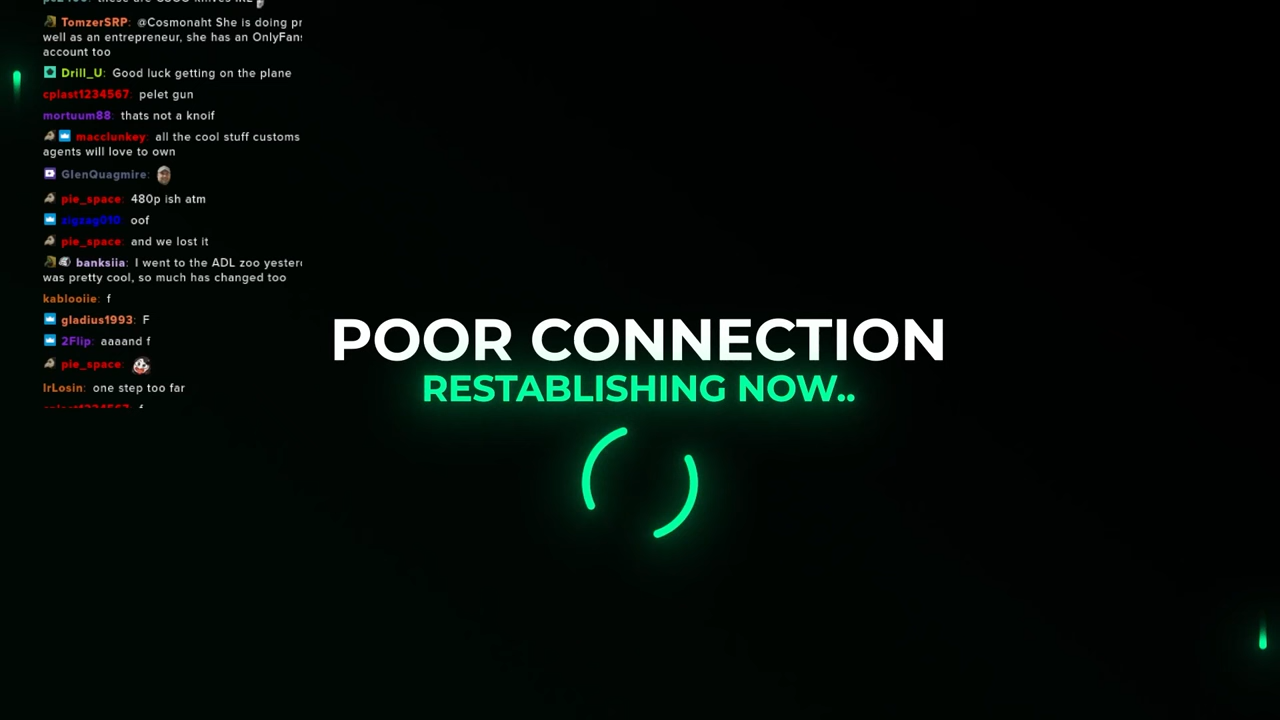 TomzerSRP: @Cosmonaht She is doing pr
well as an entrepreneur, she has an OnlyFans
account too
Drill_U: Good luck getting on the plane
cplast1234567: pelet gun
mortuum88: thats not a knoif
macclunkey: all the cool stuff customs
agents will love to own
GlenQuagmire:
pie_space: 480p ish atm
zigzag018: oof
pie_space: and we lost it
banksiia: I went to the ADL zoo yester
was pretty cool, so much has changed too
kablooiie: f
gladius1993: F
2Flip: aaaand f
pie_space:
IrLosin: one step too far
POOR CONNECTION
RESTABLISHING NOW..